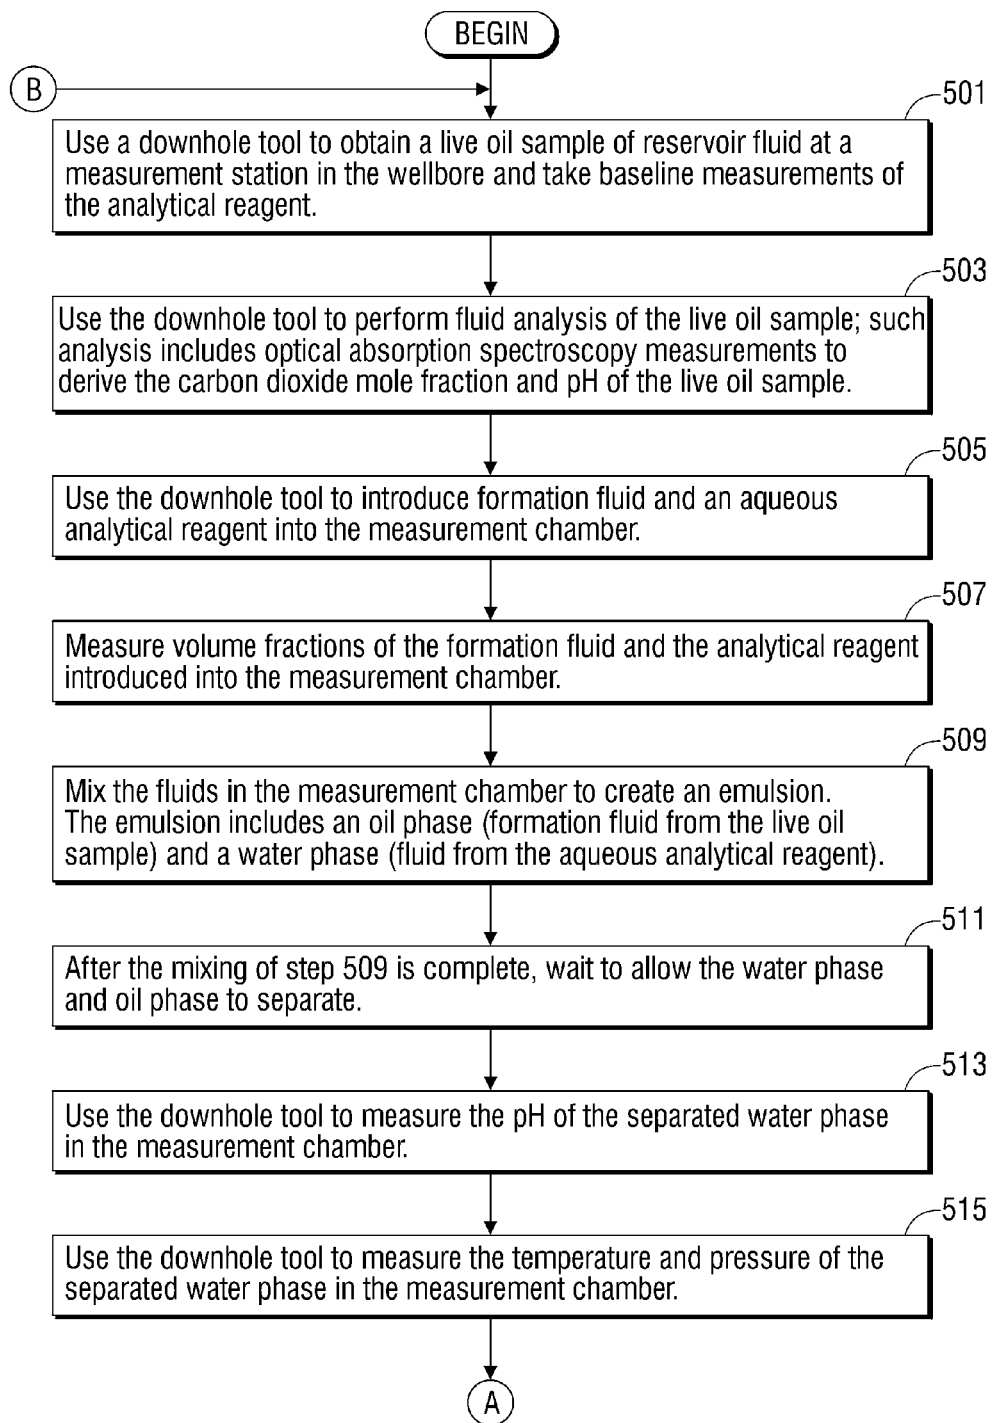 BEGIN
B
501
Use a downhole tool to obtain a live oil sample of reservoir fluid at a
measurement station in the wellbore and take baseline measurements of
the analytical reagent.
503
Use the downhole tool to perform fluid analysis of the live oil sample; such
analysis includes optical absorption spectroscopy measurements to
derive the carbon dioxide mole fraction and pH of the live oil sample.
505
Use the downhole tool to introduce formation fluid and an aqueous
analytical reagent into the measurement chamber.
507
Measure volume fractions of the formation fluid and the analytical reagent
introduced into the measurement chamber.
509
Mix the fluids in the measurement chamber to create an emulsion.
The emulsion includes an oil phase (formation fluid from the live oil
sample) and a water phase (fluid from the aqueous analytical reagent).
511
After the mixing of step 509 is complete, wait to allow the water phase
and oil phase to separate.
513
Use the downhole tool to measure the pH of the separated water phase
in the measurement chamber.
515
Use the downhole tool to measure the temperature and pressure of the
separated water phase in the measurement chamber.
A